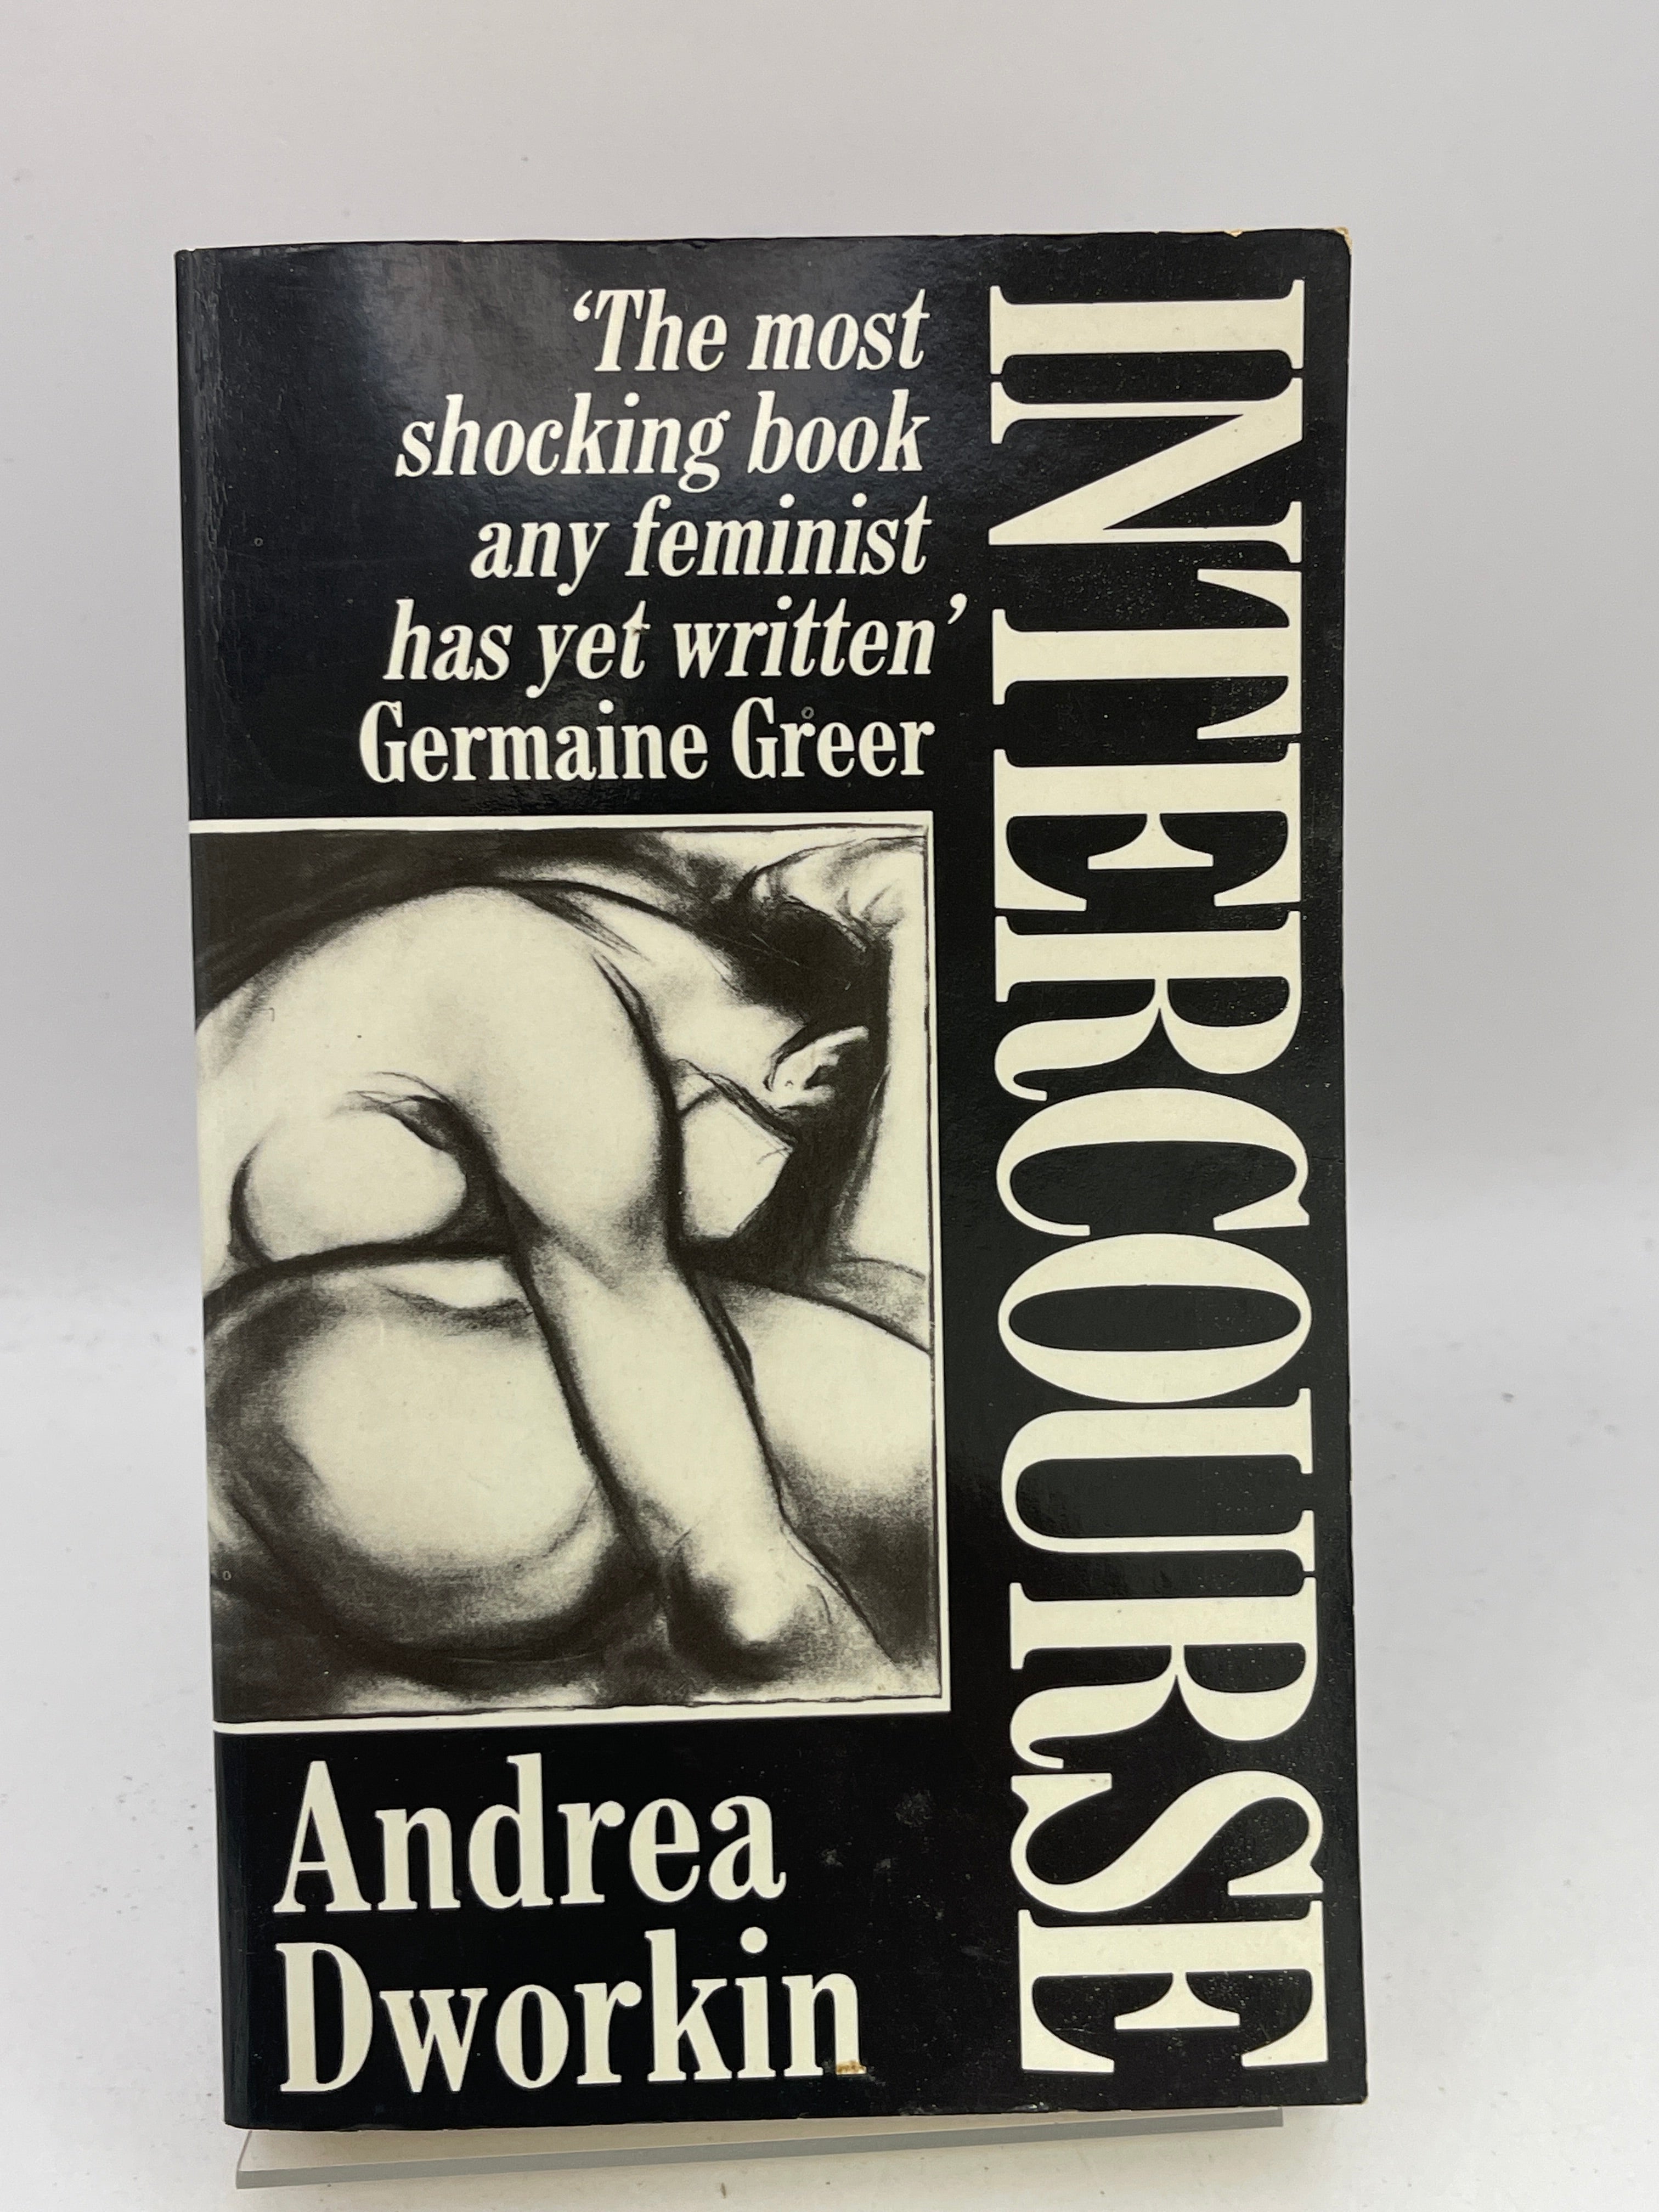 ‘The most
shocking book
any feminist
has yet written’
Germaine Greer
INTERCOURSE
Andrea
Dworkin